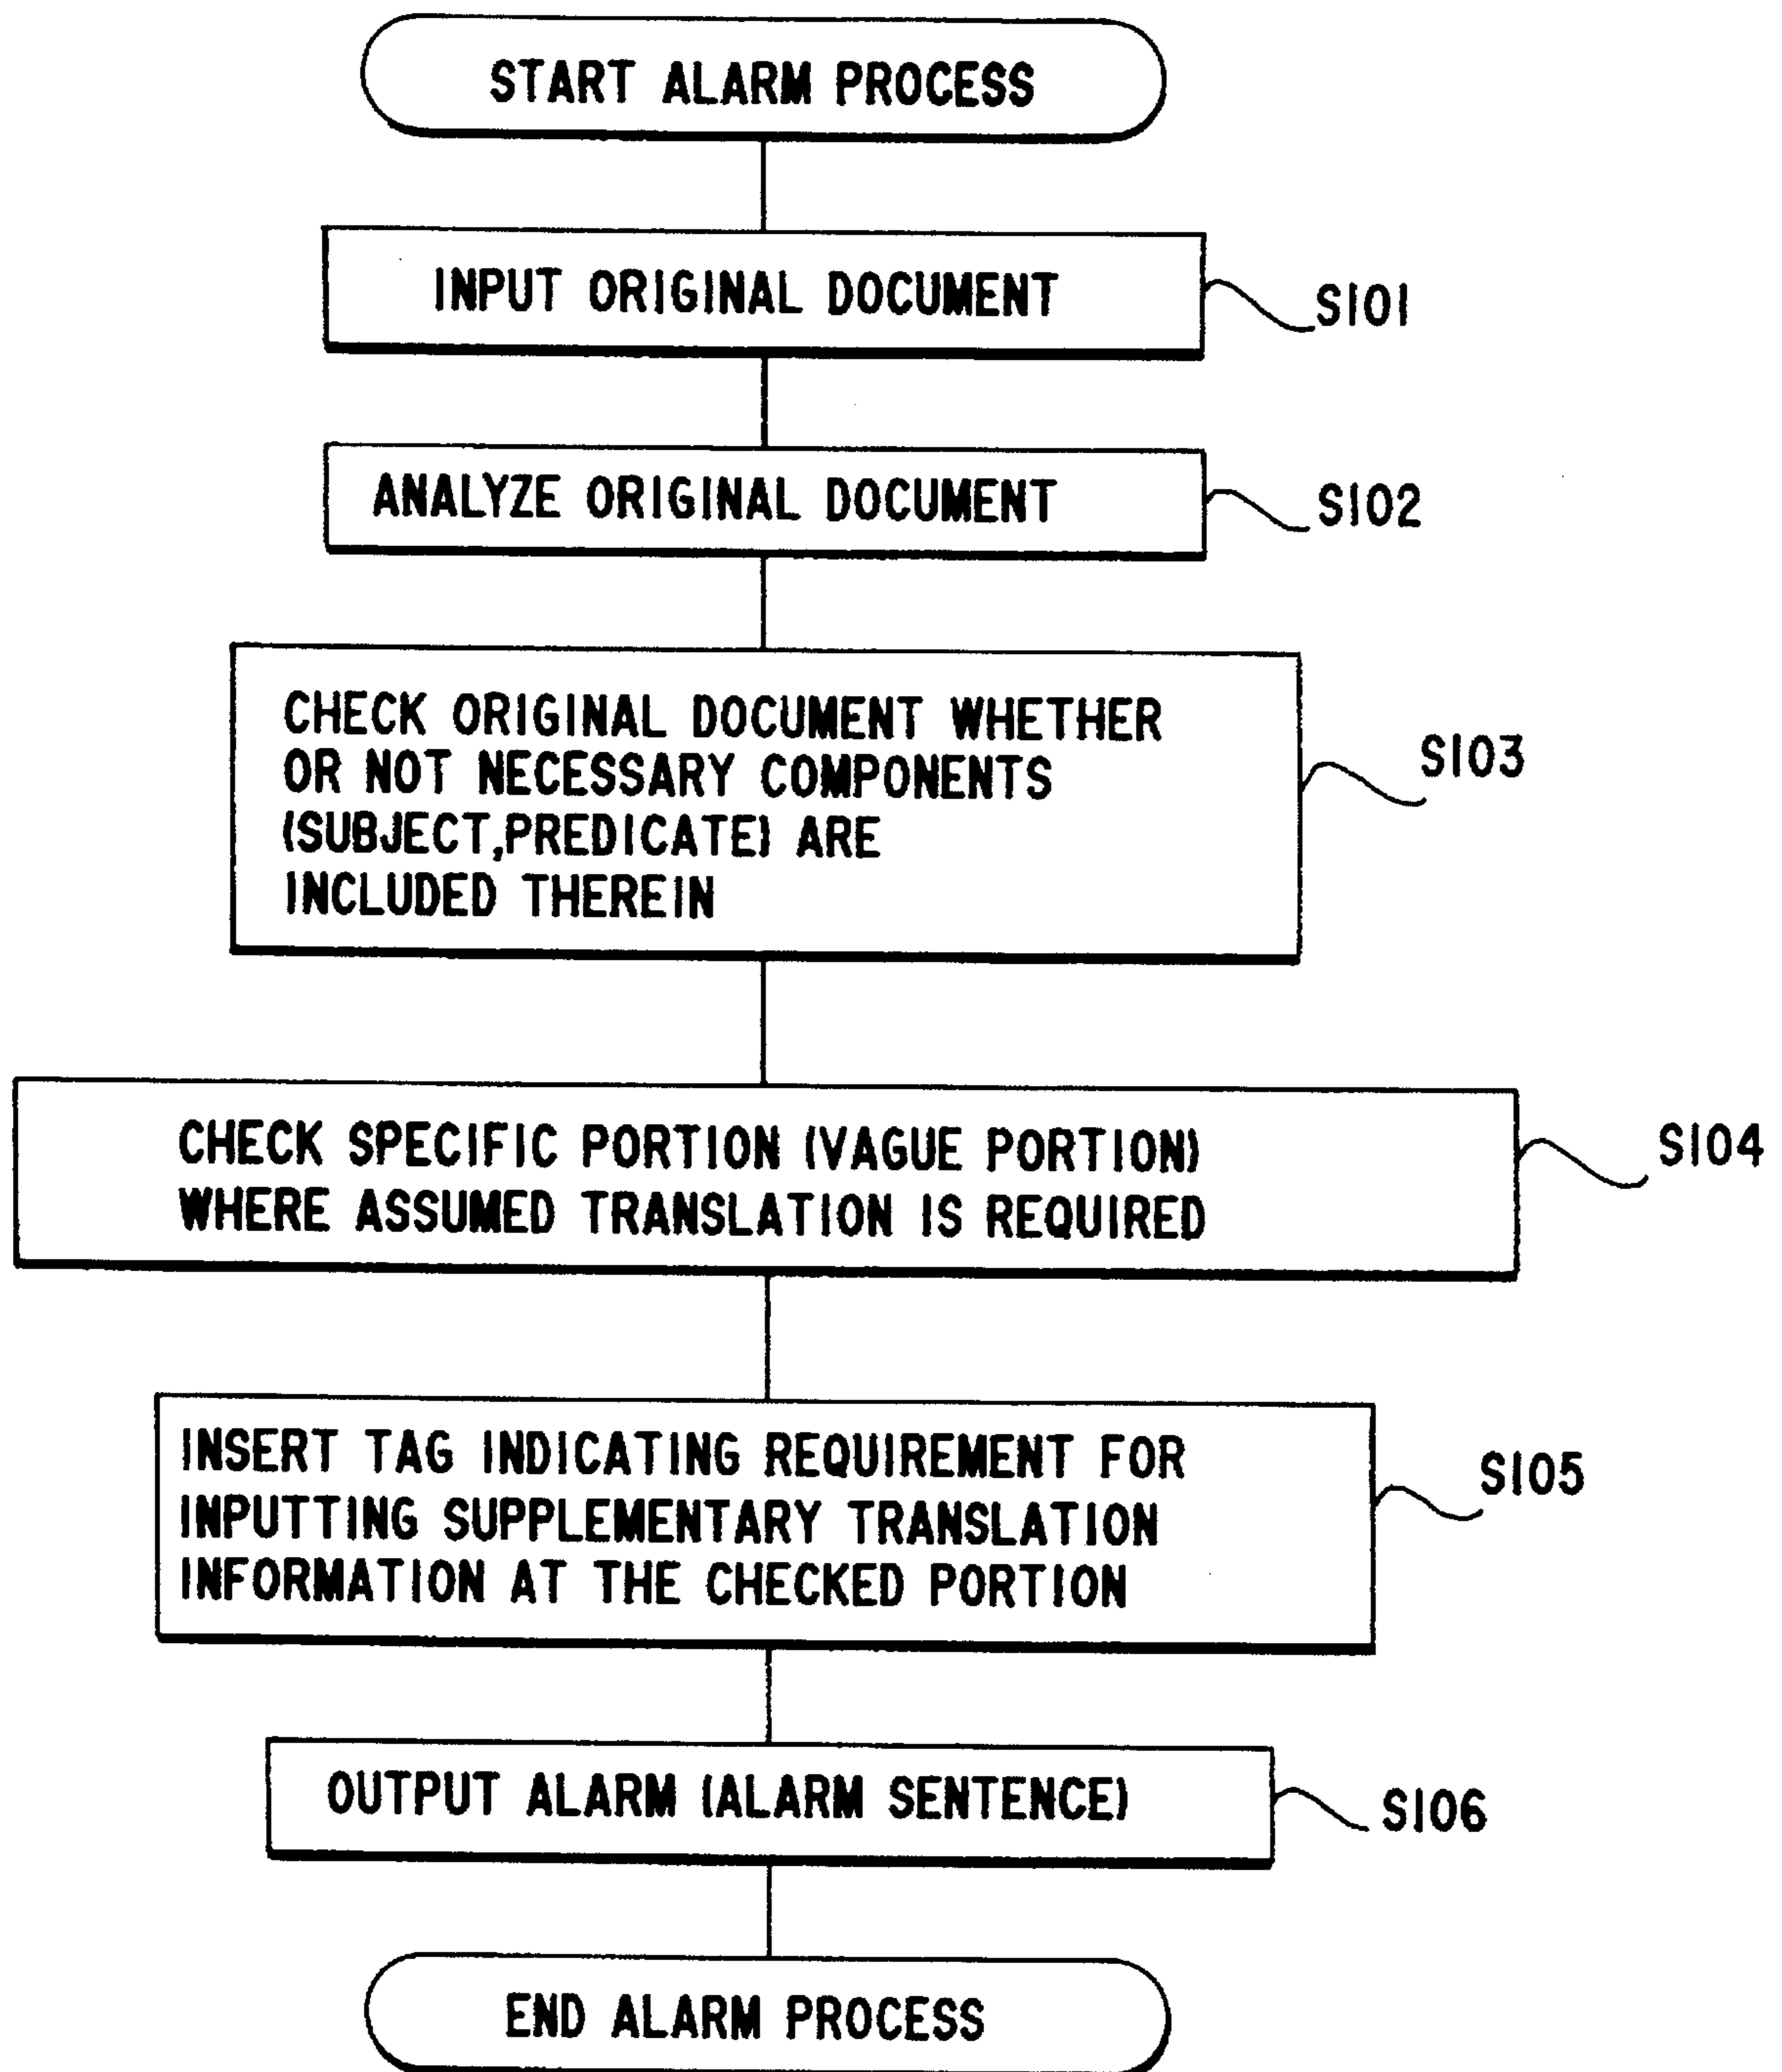 START ALARM PROCESS
INPUT ORIGINAL DOCUMENT
S101
ANALYZE ORIGINAL DOCUMENT
S102
CHECK ORIGINAL DOCUMENT WHETHER
OR NOT NECESSARY COMPONENTS
(SUBJECT,PREDICATE) ARE
INCLUDED THEREIN
S103
CHECK SPECIFIC PORTION (VAGUE PORTION)
WHERE ASSUMED TRANSLATION IS REQUIRED
S104
INSERT TAG INDICATING REQUIREMENT FOR
INPUTTING SUPPLEMENTARY TRANSLATION
INFORMATION AT THE CHECKED PORTION
S105
OUTPUT ALARM (ALARM SENTENCE)
S106
END ALARM PROCESS